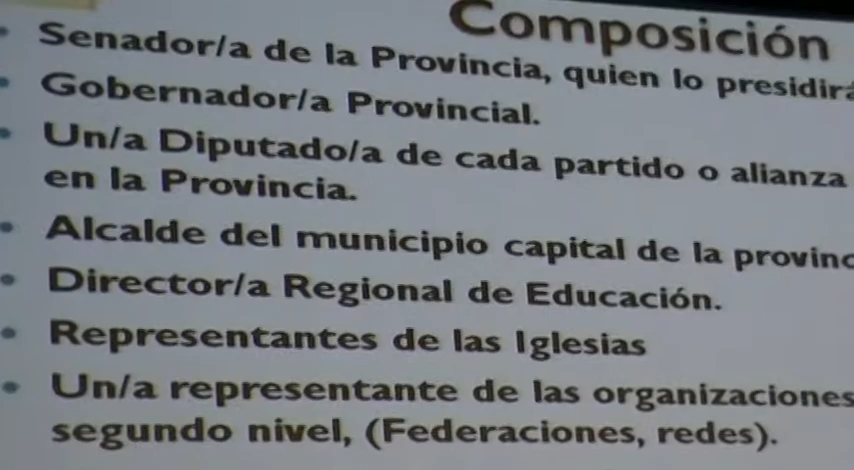 Composición
Senador/a de la Provincia, quien lo presidirá
Gobernador/a Provincial.
Un/a Diputado/a de cada partido o alianza
en la Provincia.
Alcalde del municipio capital de la provinc
Director/a Regional de Educación.
Representantes de las Iglesias
Un/a representante de las organizaciones
segundo nivel, (Federaciones, redes).